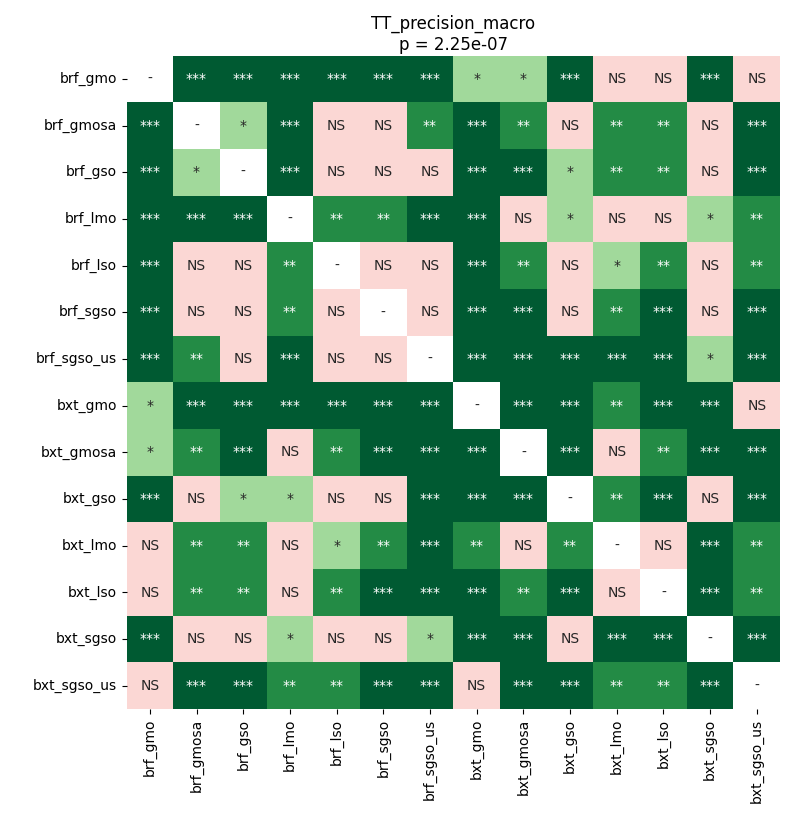 TT_precision_macro
p = 2.25e-07
brf_gmo - *** *** *** *** *** *** * * *** NS NS *** NS
brf_gmosa *** - * *** NS NS ** *** ** NS ** ** NS ***
brf_gso *** * - *** NS NS NS *** *** * ** ** NS ***
brf_lmo *** *** *** - ** ** *** *** NS * NS NS * **
brf_lso *** NS NS ** - NS NS *** ** NS * ** NS **
brf_sgso *** NS NS ** NS - NS *** *** NS ** *** NS ***
brf_sgso_us *** ** NS *** NS NS - *** *** *** *** *** * ***
bxt_gmo * *** *** *** *** *** *** - *** *** ** *** *** NS
bxt_gmosa * ** *** NS ** *** *** *** - *** NS ** *** ***
bxt_gso *** NS * * NS NS *** *** *** - ** *** NS ***
bxt_lmo NS ** ** NS * ** *** ** NS ** - NS *** **
bxt_lso NS ** ** NS ** *** *** *** ** *** NS - *** **
bxt_sgso *** NS NS * NS NS * *** *** NS *** *** - ***
bxt_sgso_us NS *** *** ** ** *** *** NS *** *** ** ** *** -
brf_gmo brf_gmosa brf_gso brf_lmo brf_lso brf_sgso brf_sgso_us bxt_gmo bxt_gmosa bxt_gso bxt_lmo bxt_lso bxt_sgso bxt_sgso_us